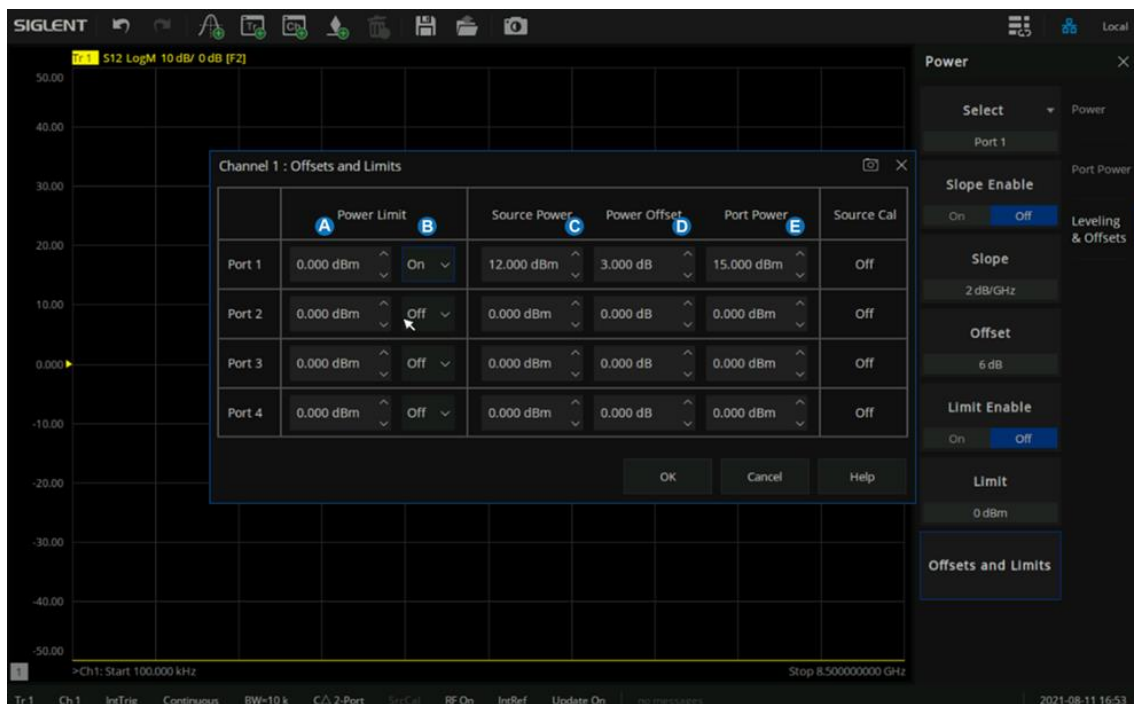 SIGLENT Local
Tr 1 S12 LogM 10 dB/ 0 dB [F2]
50.00
40.00
30.00
20.00
10.00
0.000
-10.00
-20.00
-30.00
-40.00
-50.00
Channel 1 : Offsets and Limits
Power Limit Source Power Power Offset Port Power Source Cal
A B C D E
Port 1 0.000 dBm On 12.000 dBm 3.000 dB 15.000 dBm Off
Port 2 0.000 dBm Off 0.000 dBm 0.000 dB 0.000 dBm Off
Port 3 0.000 dBm Off 0.000 dBm 0.000 dB 0.000 dBm Off
Port 4 0.000 dBm Off 0.000 dBm 0.000 dB 0.000 dBm Off
OK Cancel Help
Power
Select
Port 1
Slope Enable
On Off
Slope
2 dB/GHz
Offset
6 dB
Limit Enable
On Off
Limit
0 dBm
Offsets and Limits
Power
Port Power
Leveling
& Offsets
1 >Ch1: Start 100.000 kHz Stop 8.500000000 GHz
Tr 1 Ch 1 IntTrig Continuous BW=10 k C△ 2-Port SrcCal RF On IntRef Update On no messages 2021-08-11 16:53